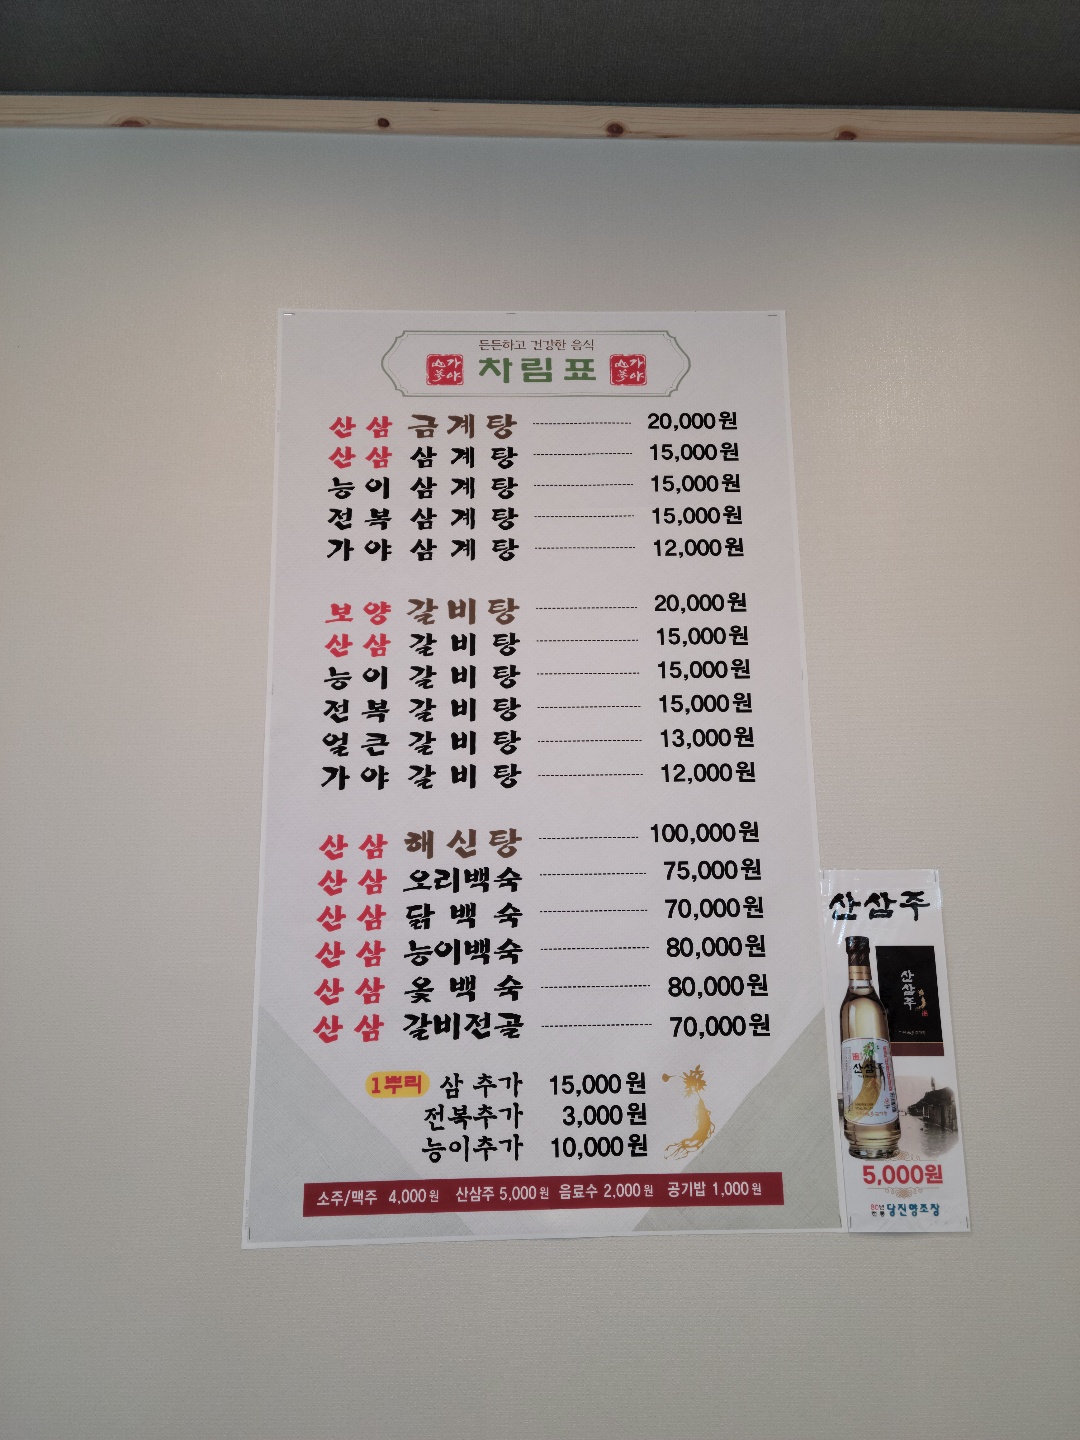 든든하고 건강한 음식
차림표
산삼 금계탕 20,000원
산삼 삼계탕 15,000원
능이 삼계탕 15,000원
전복 삼계탕 15,000원
가야 삼계탕 12,000원
보양 갈비탕 20,000원
산삼 갈비탕 15,000원
능이 갈비탕 15,000원
전복 갈비탕 15,000원
얼큰 갈비탕 13,000원
가야 갈비탕 12,000원
산삼 해신탕 100,000원
산삼 오리백숙 75,000원
산삼 닭백숙 70,000원
산삼 능이백숙 80,000원
산삼 옻백숙 80,000원
산삼 갈비전골 70,000원
1뿌리 삼 추가 15,000원
전복추가 3,000원
능이추가 10,000원
소주/맥주 4,000원 산삼주 5,000원 음료수 2,000원 공기밥 1,000원
산삼주
산삼주
산삼주
5,000원
80년 전통 당진양조장